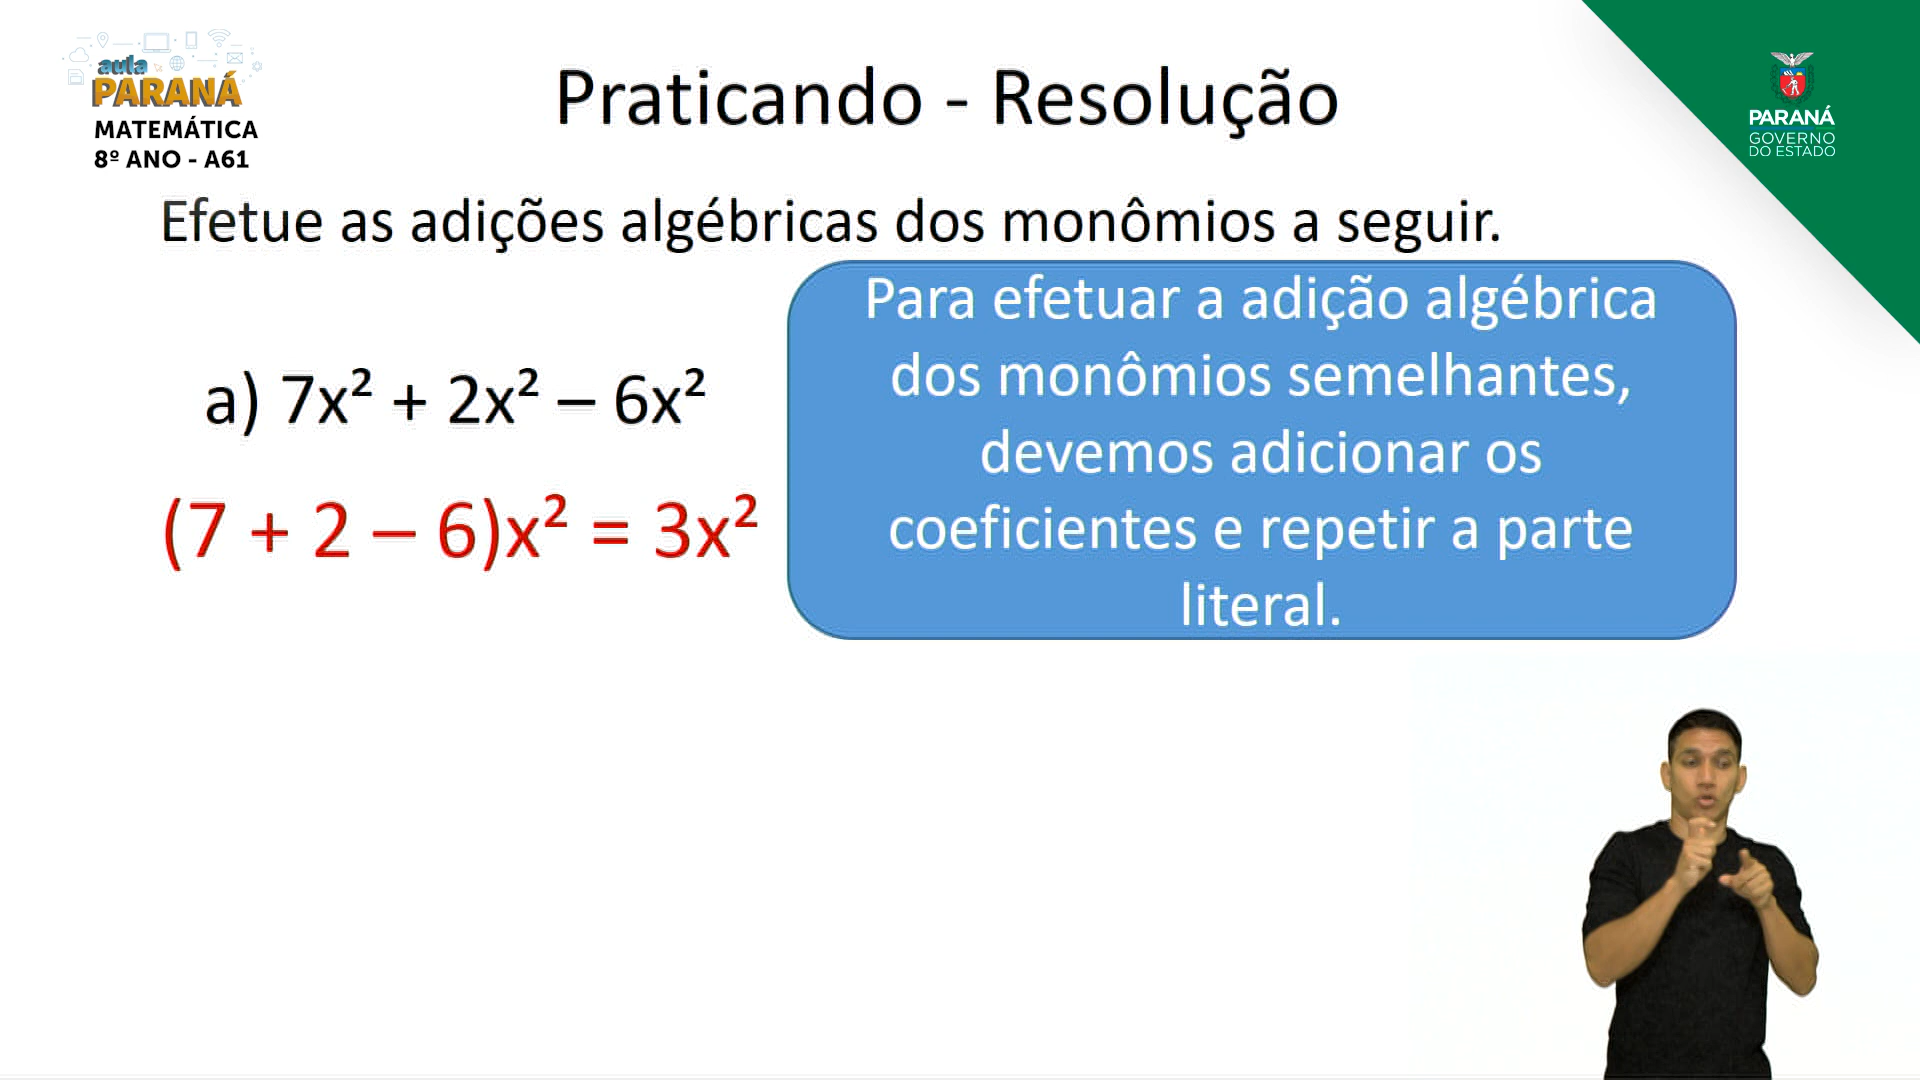 aula
PARANÁ
MATEMÁTICA
8º ANO - A61
Praticando - Resolução
PARANÁ
GOVERNO
DO ESTADO
Efetue as adições algébricas dos monômios a seguir.
a) 7x² + 2x² – 6x²
(7 + 2 – 6)x² = 3x²
Para efetuar a adição algébrica
dos monômios semelhantes,
devemos adicionar os
coeficientes e repetir a parte
literal.